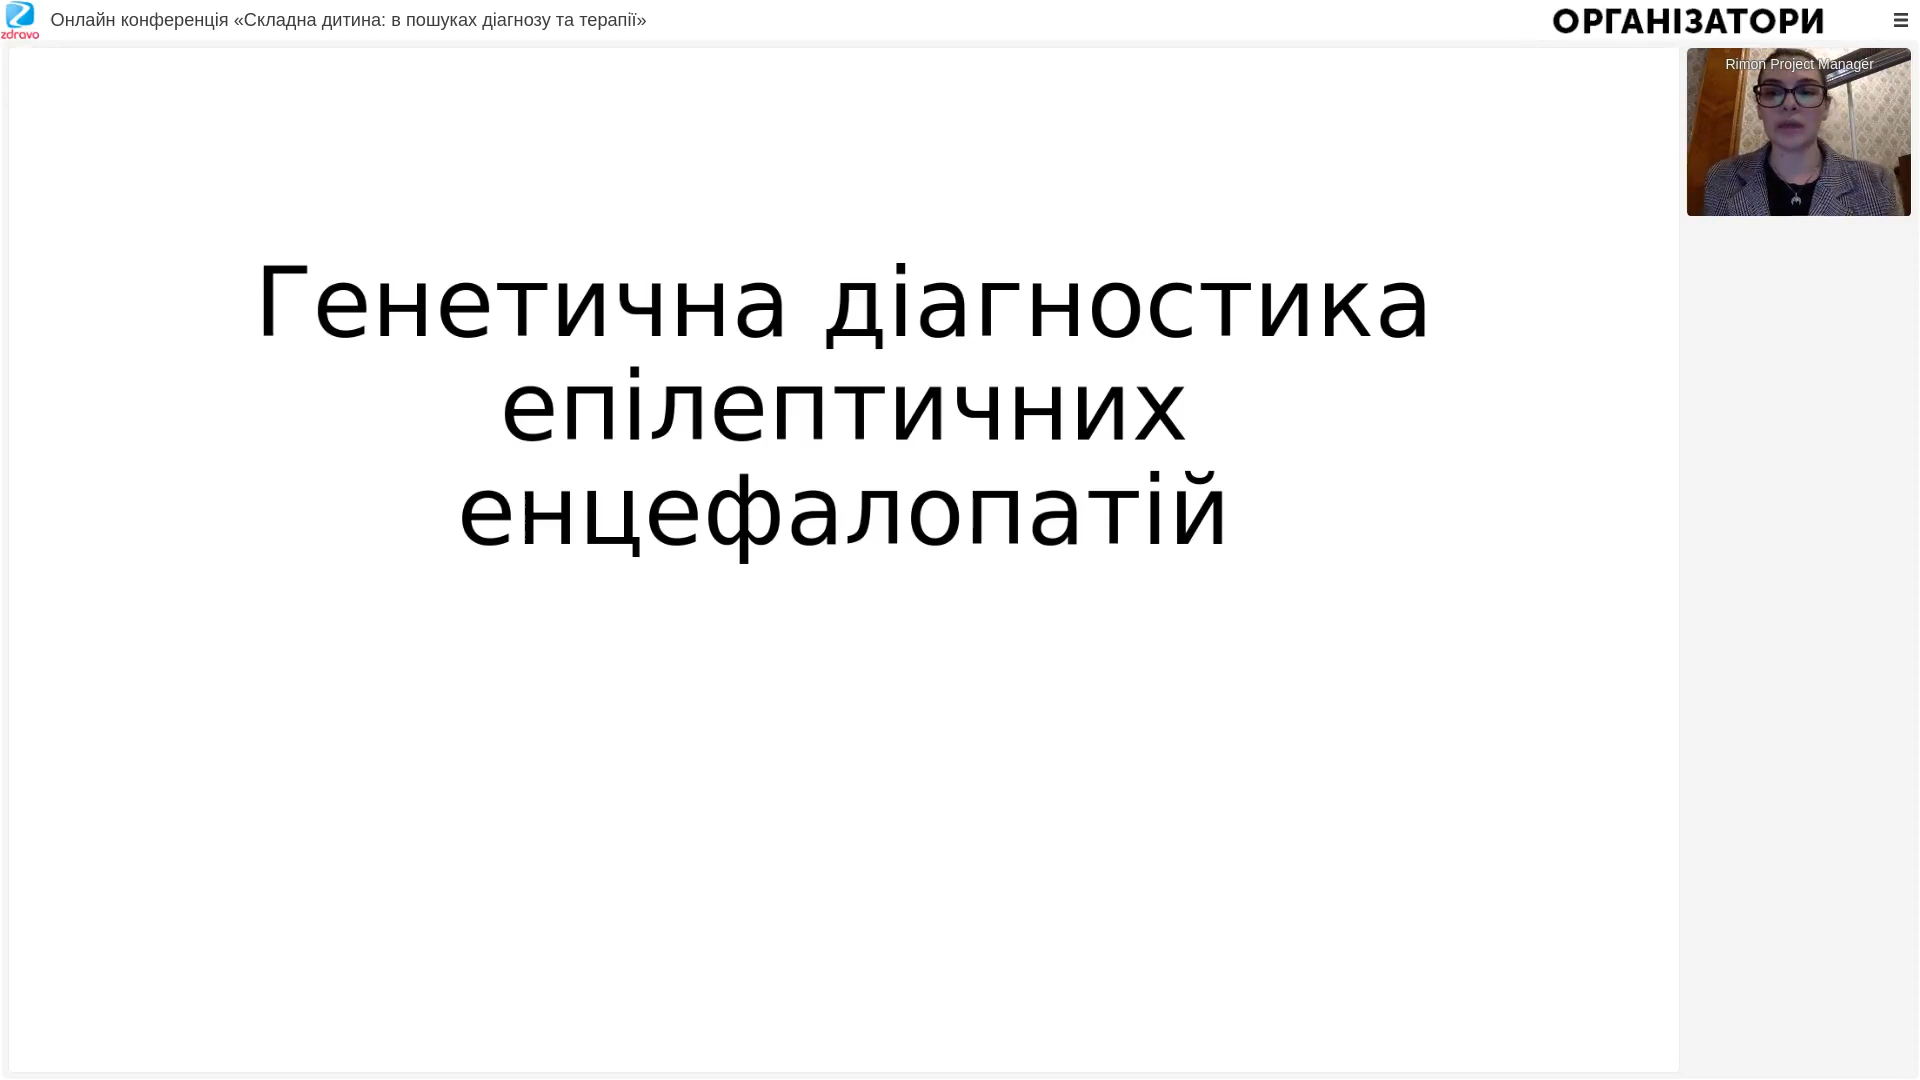 zdravo
Онлайн конференція «Складна дитина: в пошуках діагнозу та терапії»
ОРГАНІЗАТОРИ
Rimon Project Manager
Генетична діагностика
епілептичних
енцефалопатій